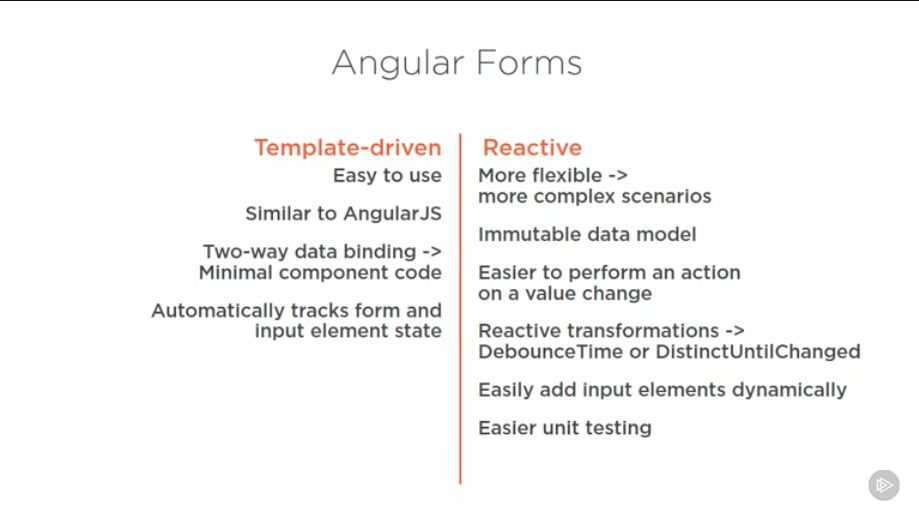 Angular Forms
Template-driven
Easy to use
Similar to AngularJS
Two-way data binding ->
Minimal component code
Automatically tracks form and
input element state
Reactive
More flexible ->
more complex scenarios
Immutable data model
Easier to perform an action
on a value change
Reactive transformations ->
DebounceTime or DistinctUntilChanged
Easily add input elements dynamically
Easier unit testing